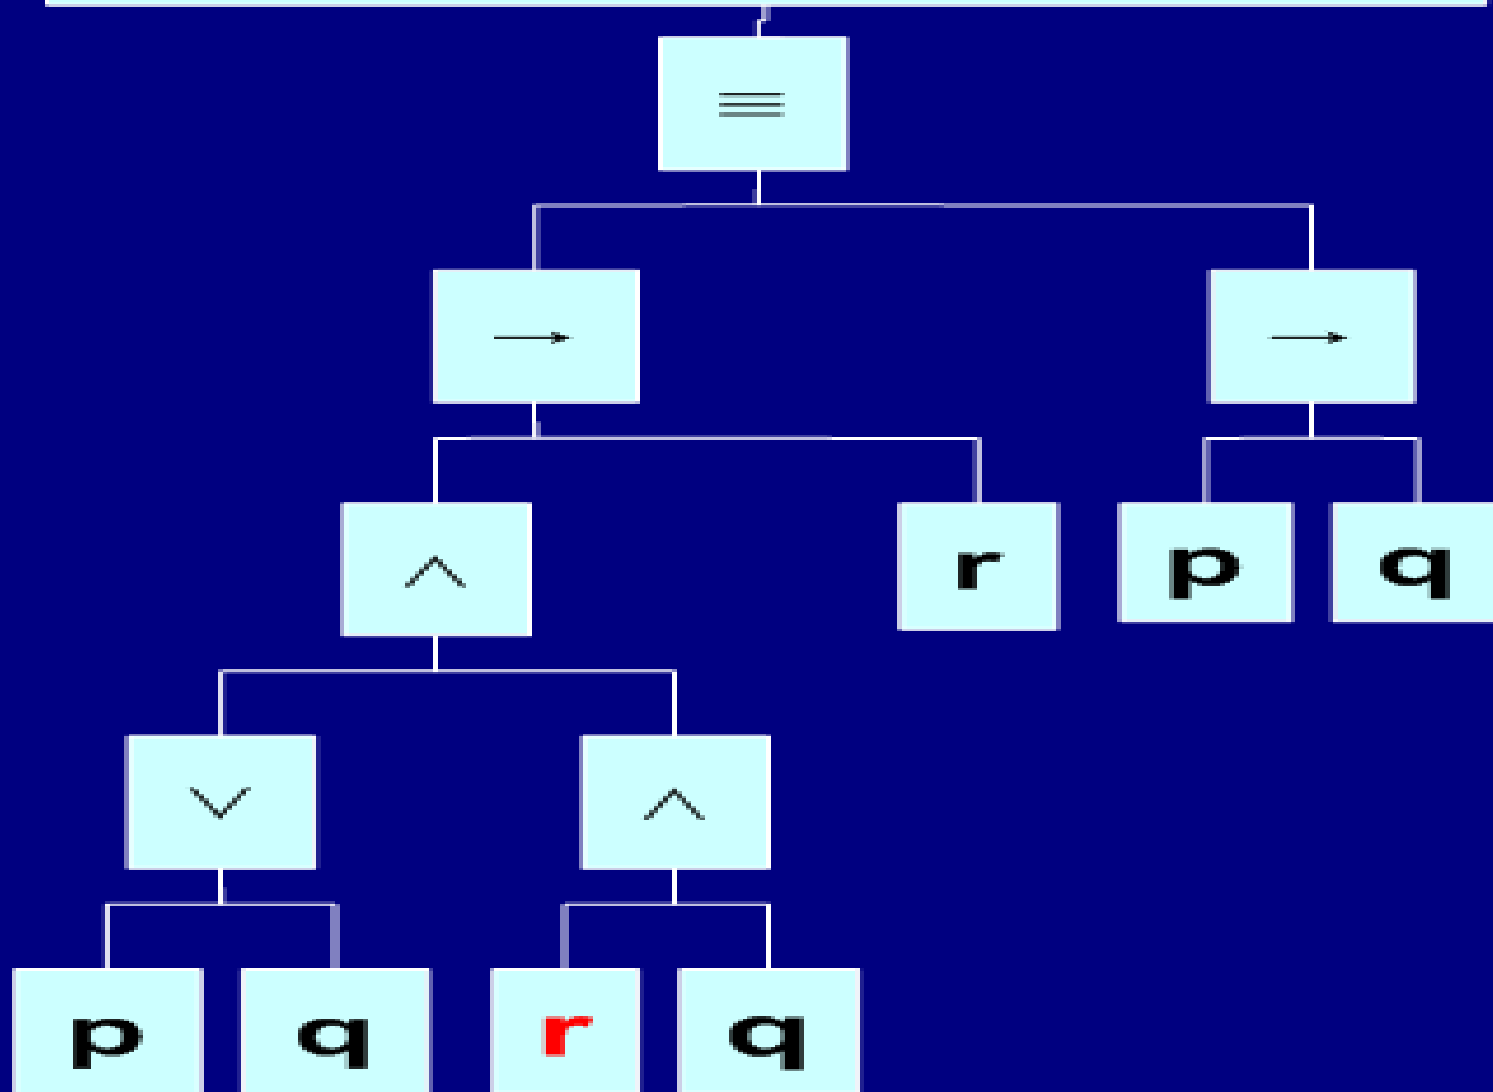 ≡
→ →
∧ r p q
∨ ∧
p q r q